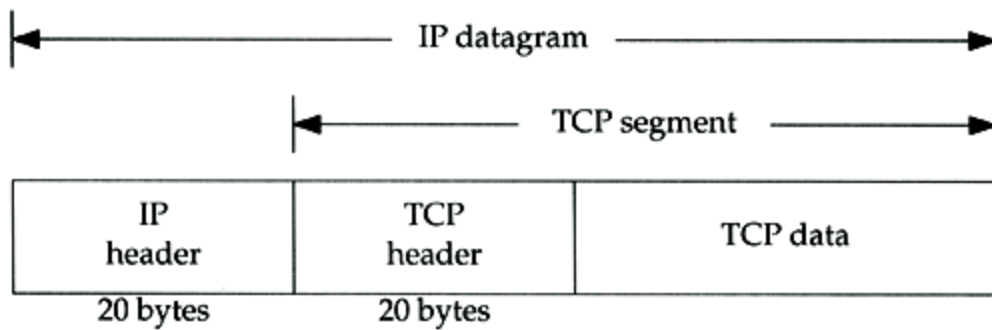 IP datagram
TCP segment
IP
header
TCP
header
TCP data
20 bytes
20 bytes